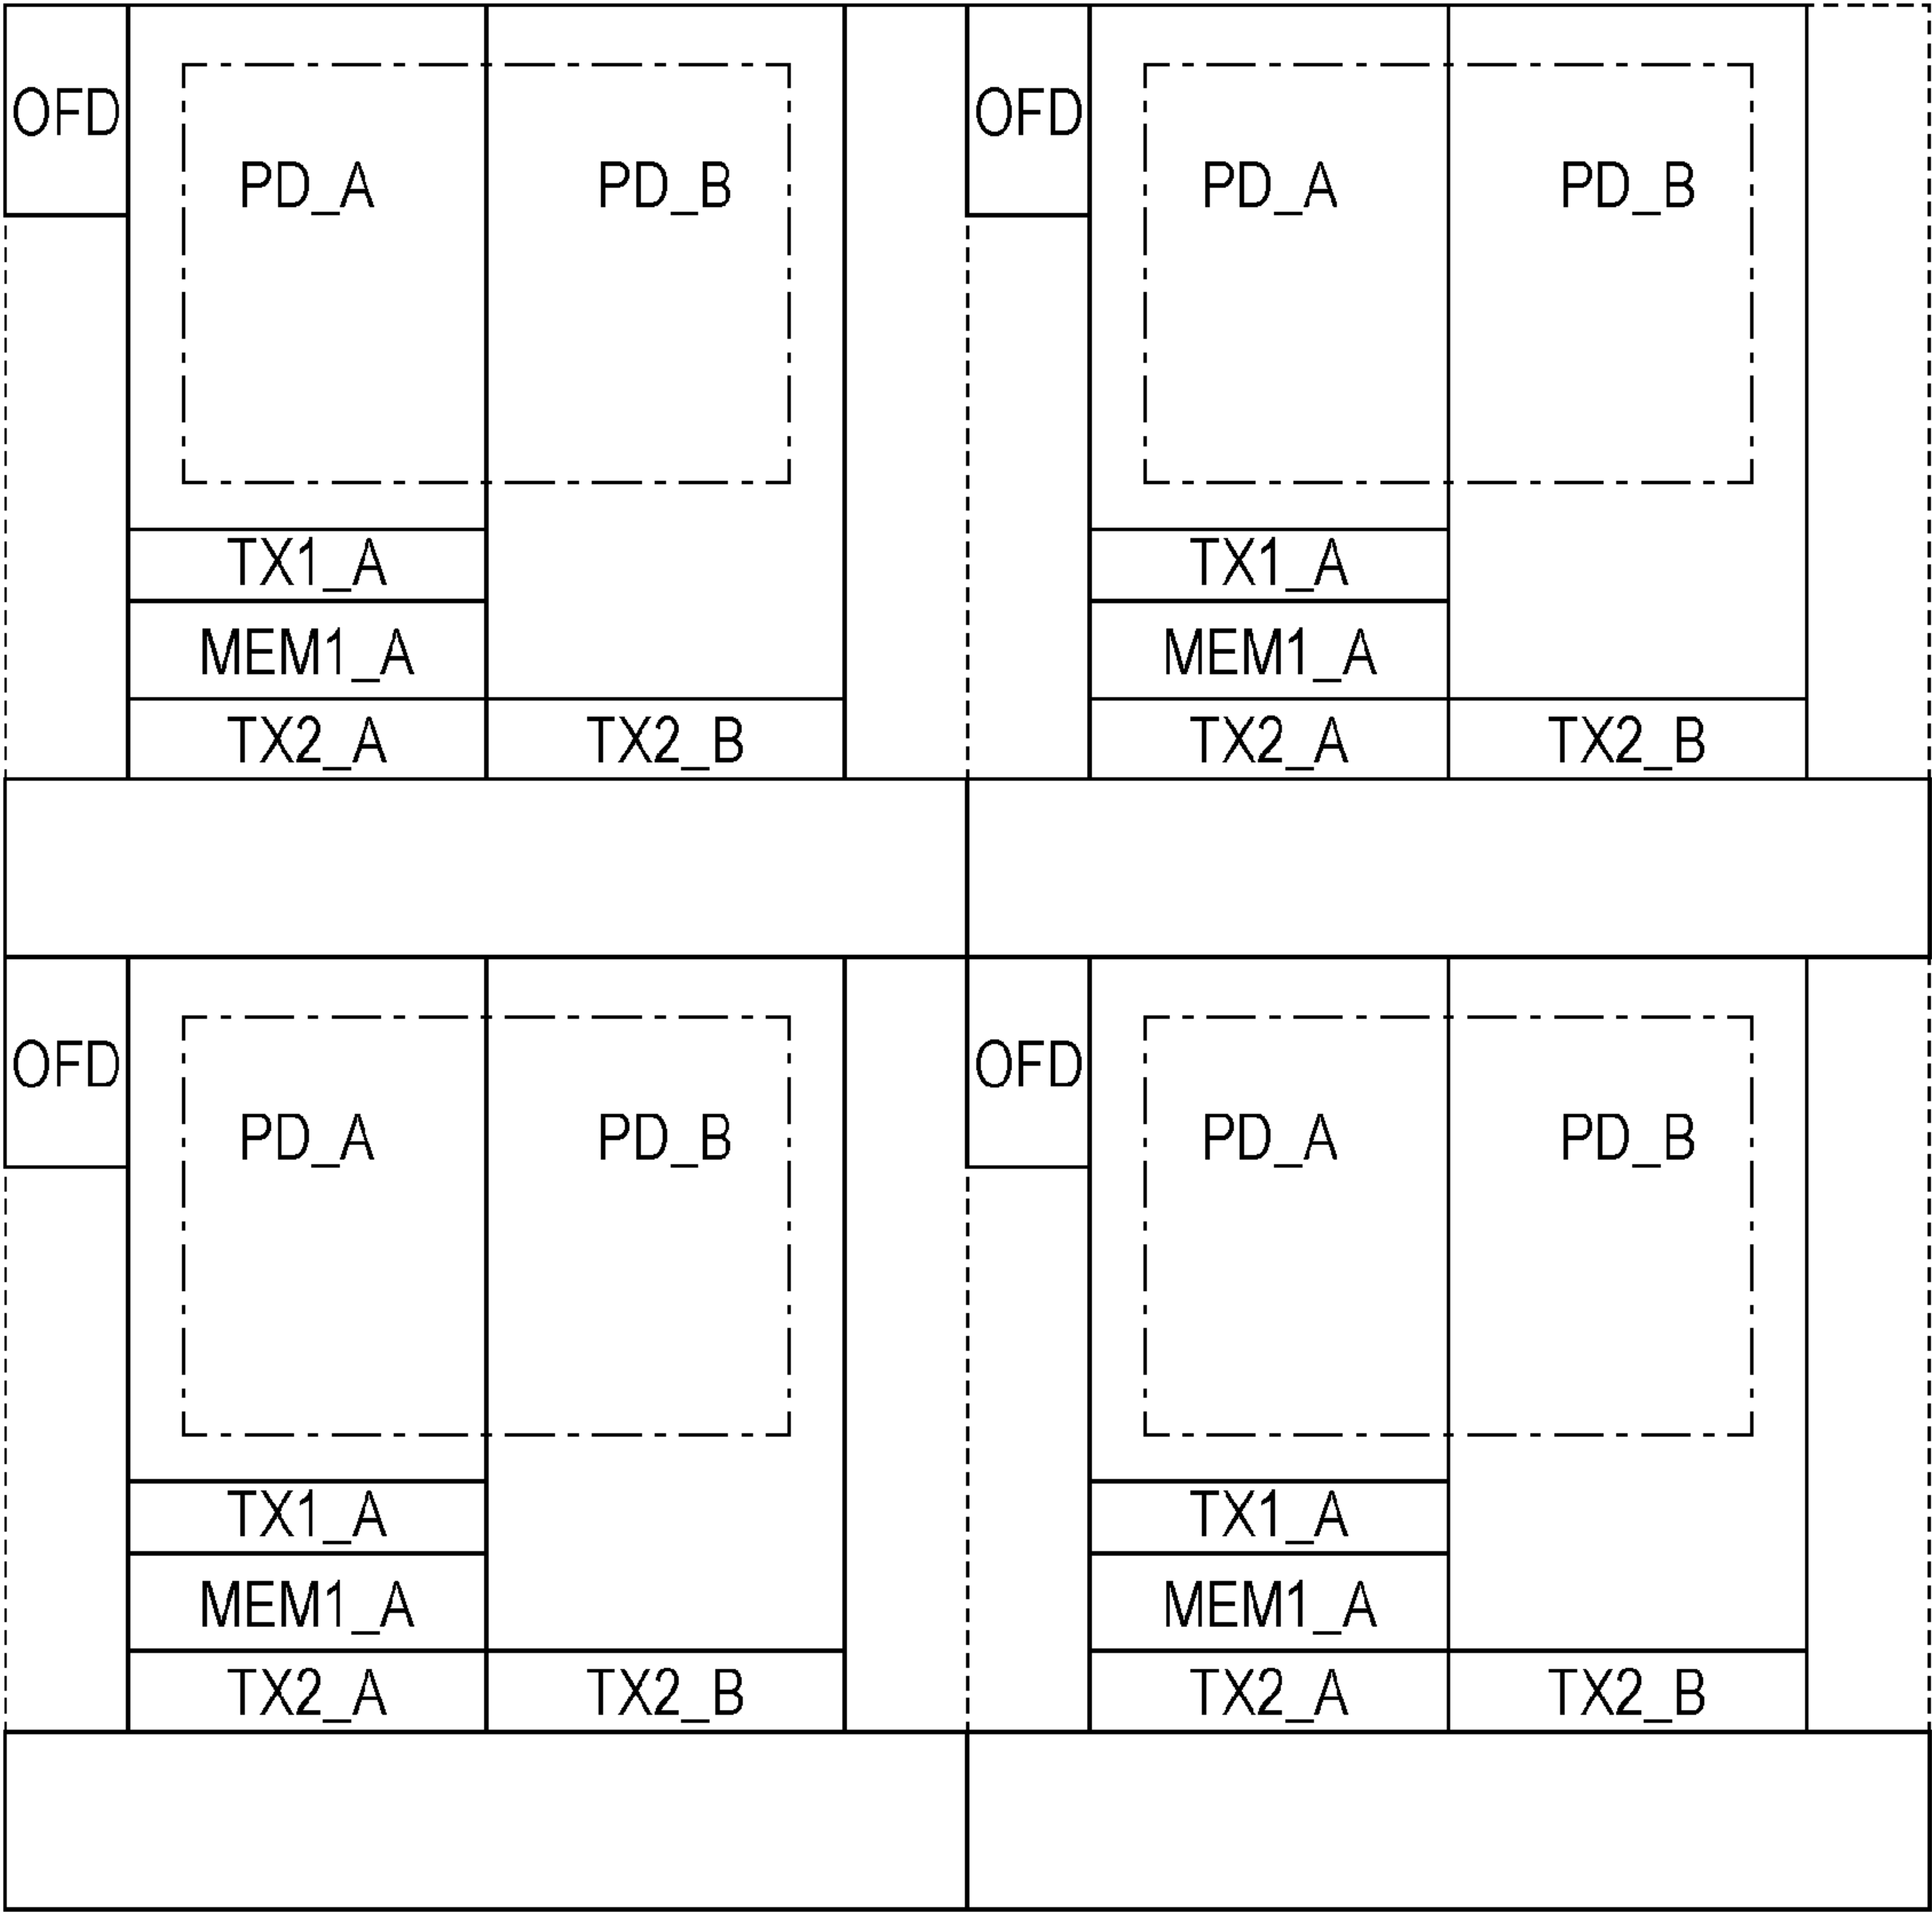 OFD OFD
PD_A PD_B PD_A PD_B
TX1_A TX1_A
MEM1_A MEM1_A
TX2_A TX2_B TX2_A TX2_B
OFD OFD
PD_A PD_B PD_A PD_B
TX1_A TX1_A
MEM1_A MEM1_A
TX2_A TX2_B TX2_A TX2_B